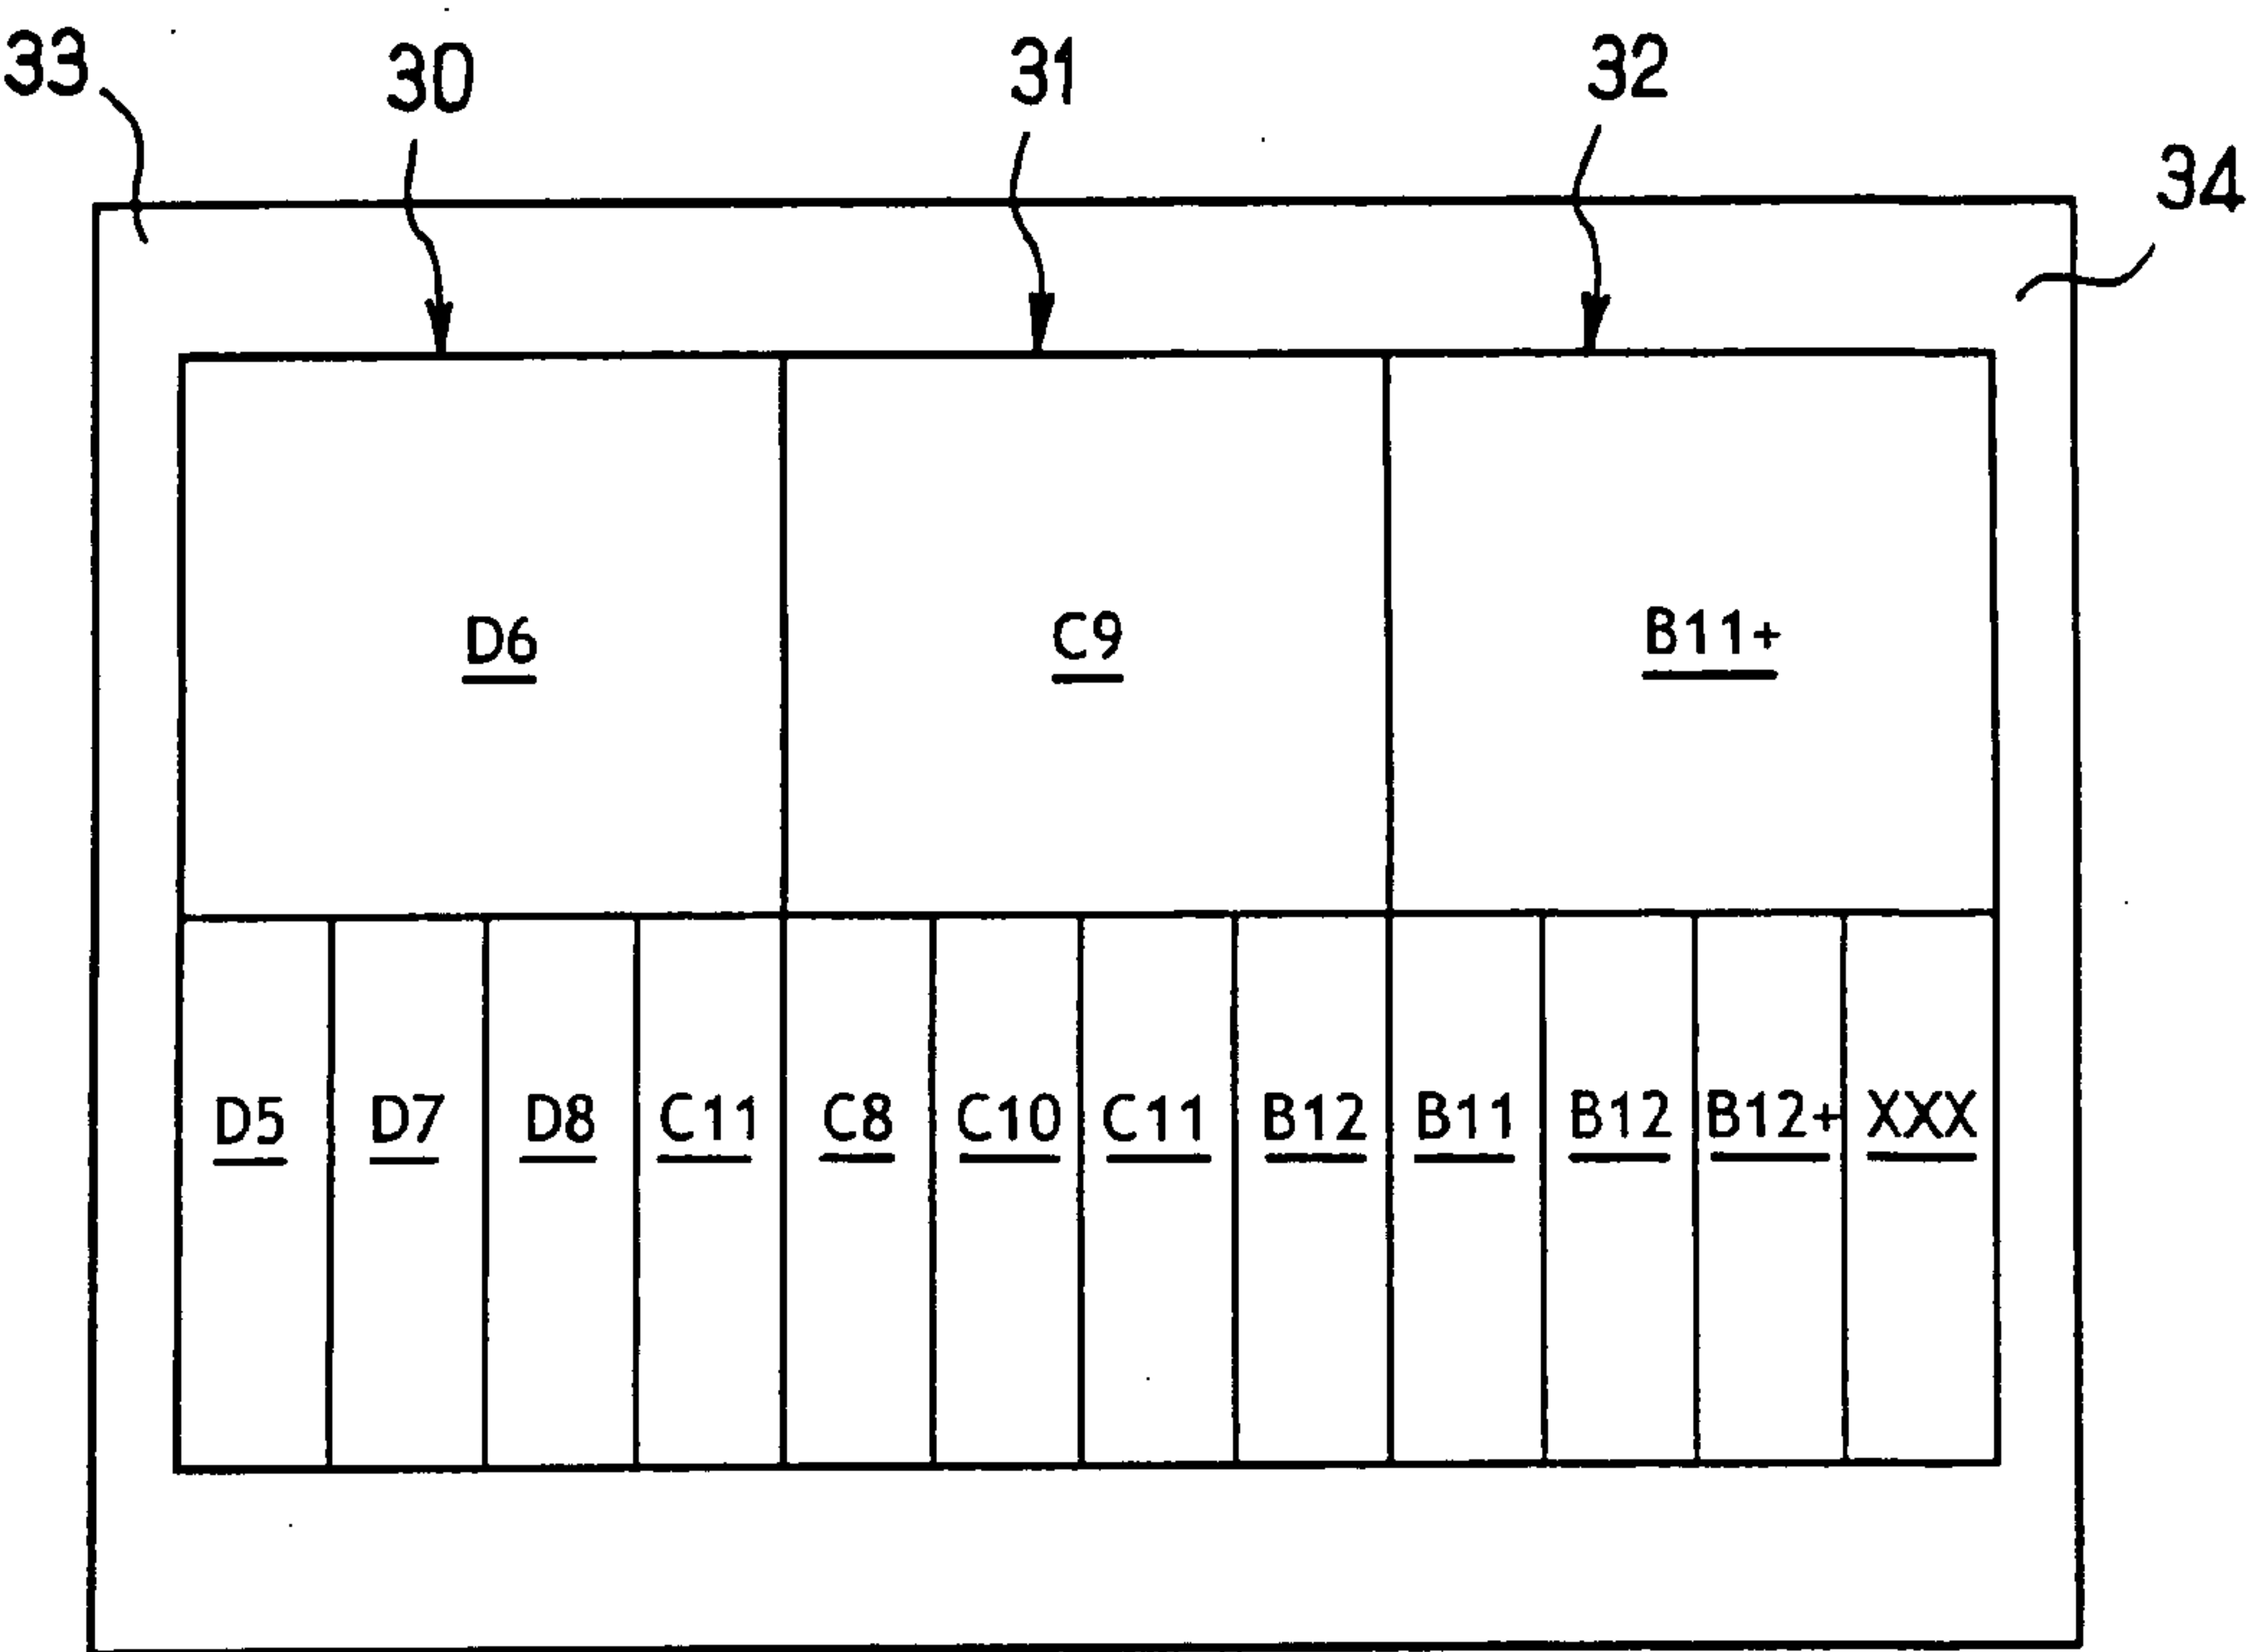 33 30 31 32
34
D6 C9 B11+
D5 D7 D8 C11 C8 C10 C11 B12 B11 B12 B12+ XXX